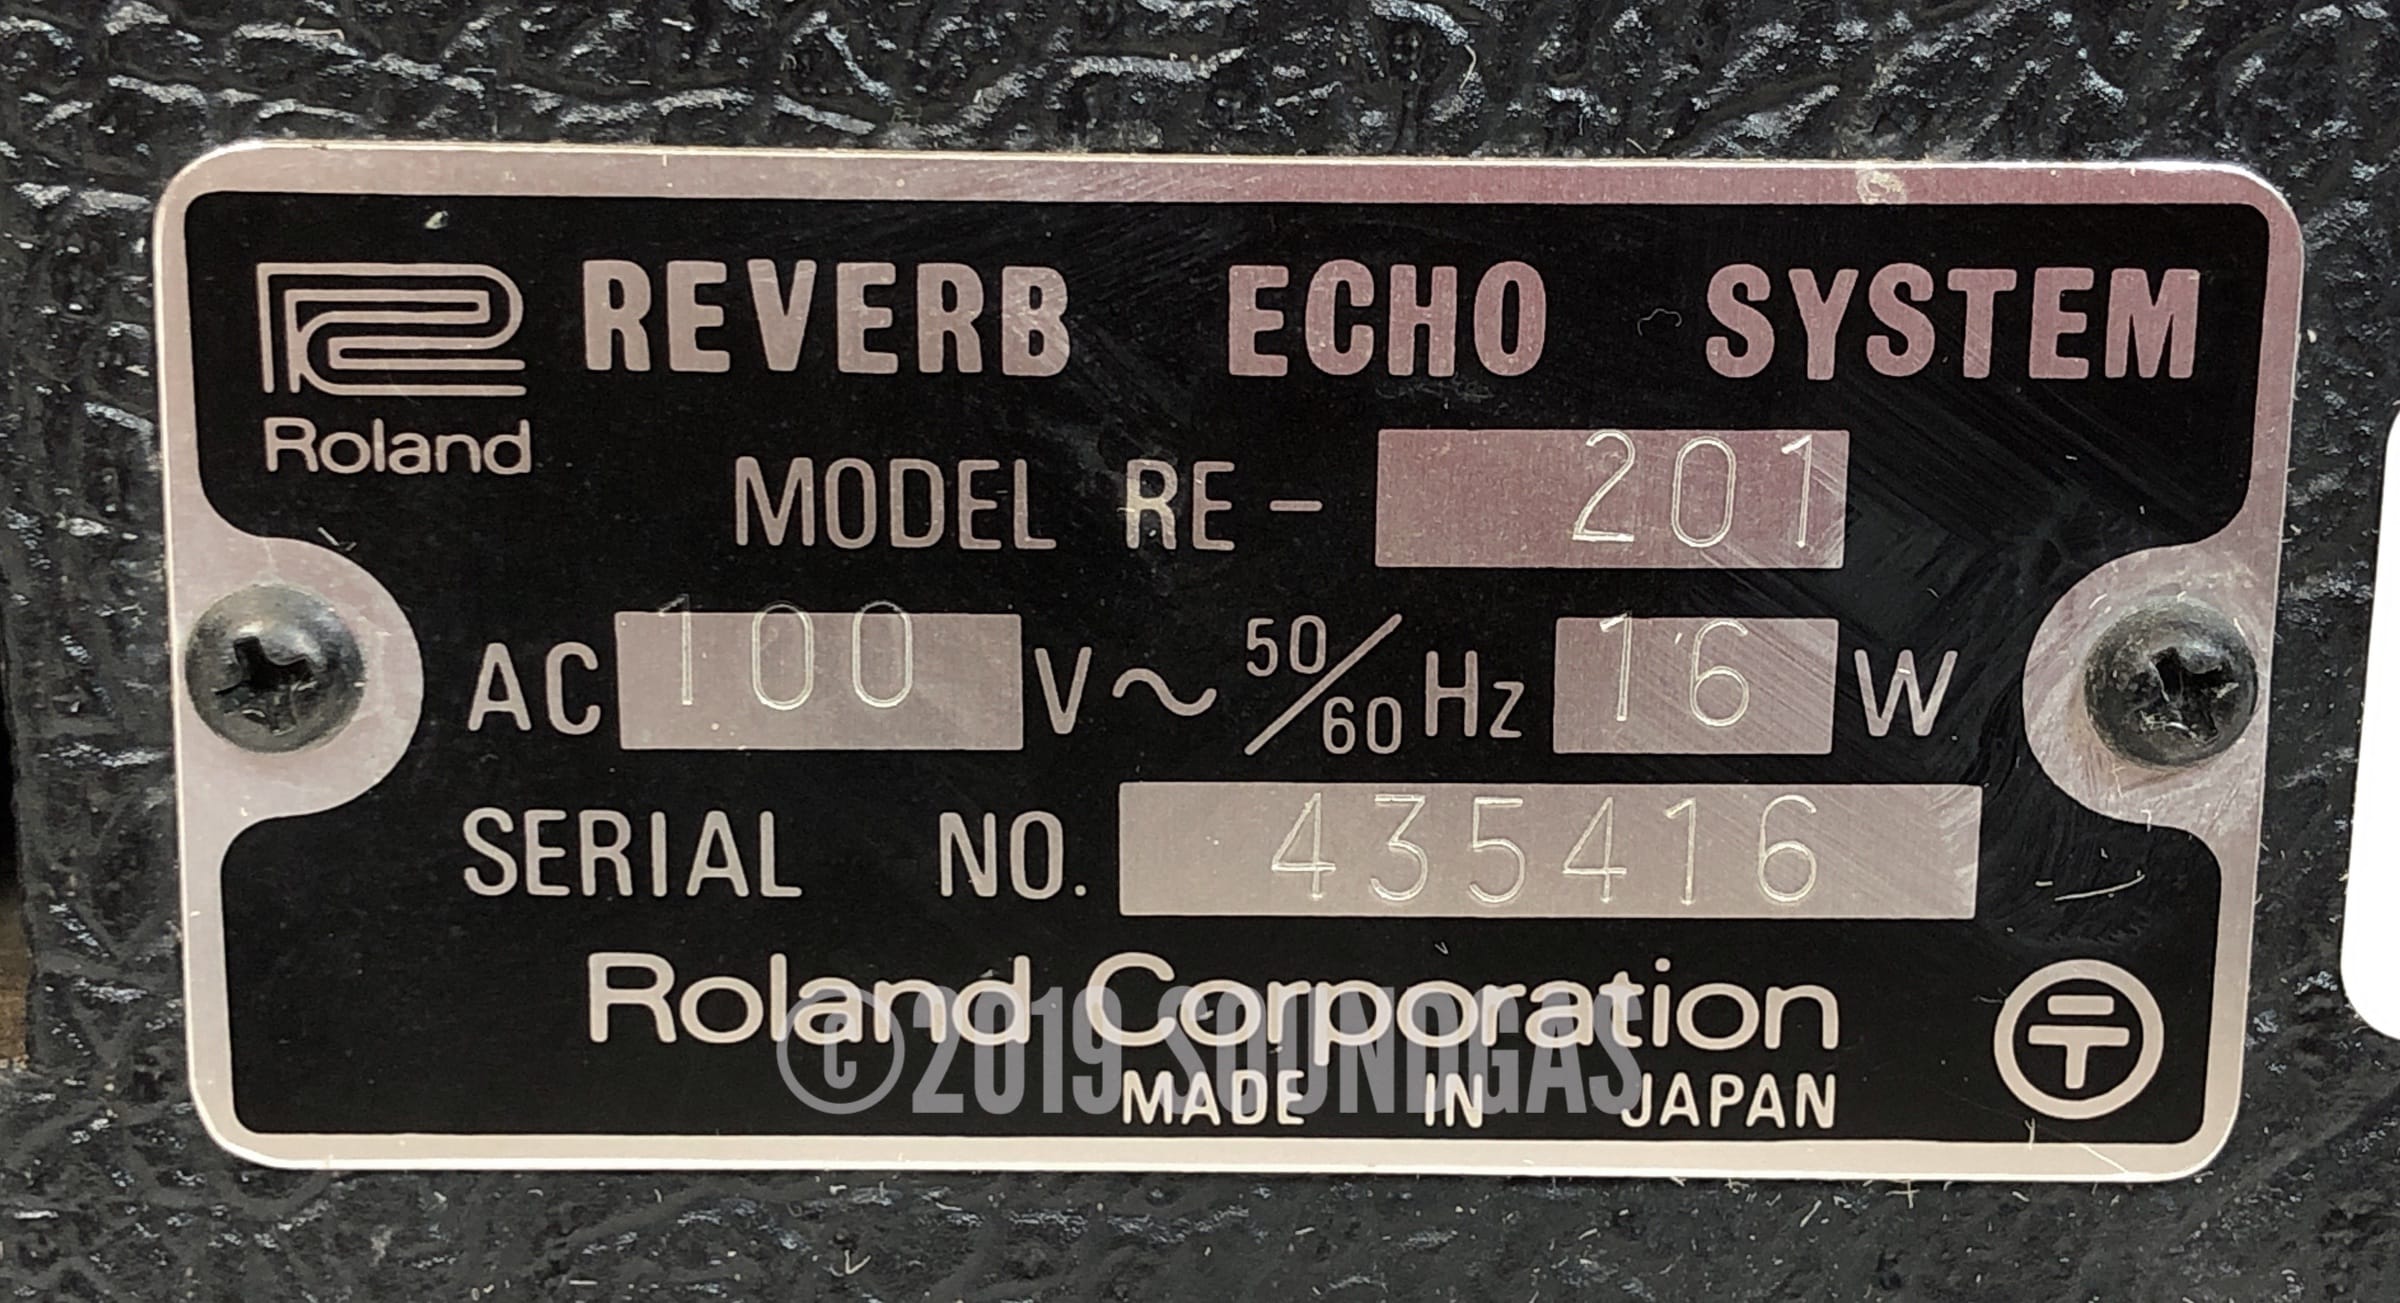 REVERB ECHO SYSTEM
Roland
MODEL RE- 201
AC 100 V~ 50/60 Hz 16 W
SERIAL NO. 435416
Roland Corporation
©2019 SOUNDGAS
MADE IN JAPAN